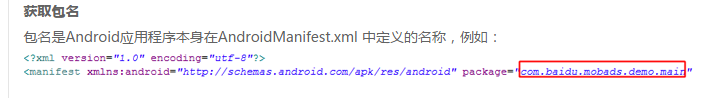 获取包名
包名是Android应用程序本身在AndroidManifest.xml 中定义的名称，例如：
<?xml version="1.0" encoding="utf-8"?>
<manifest xmlns:android="http://schemas.android.com/apk/res/android" package="com.baidu.mobads.demo.main"